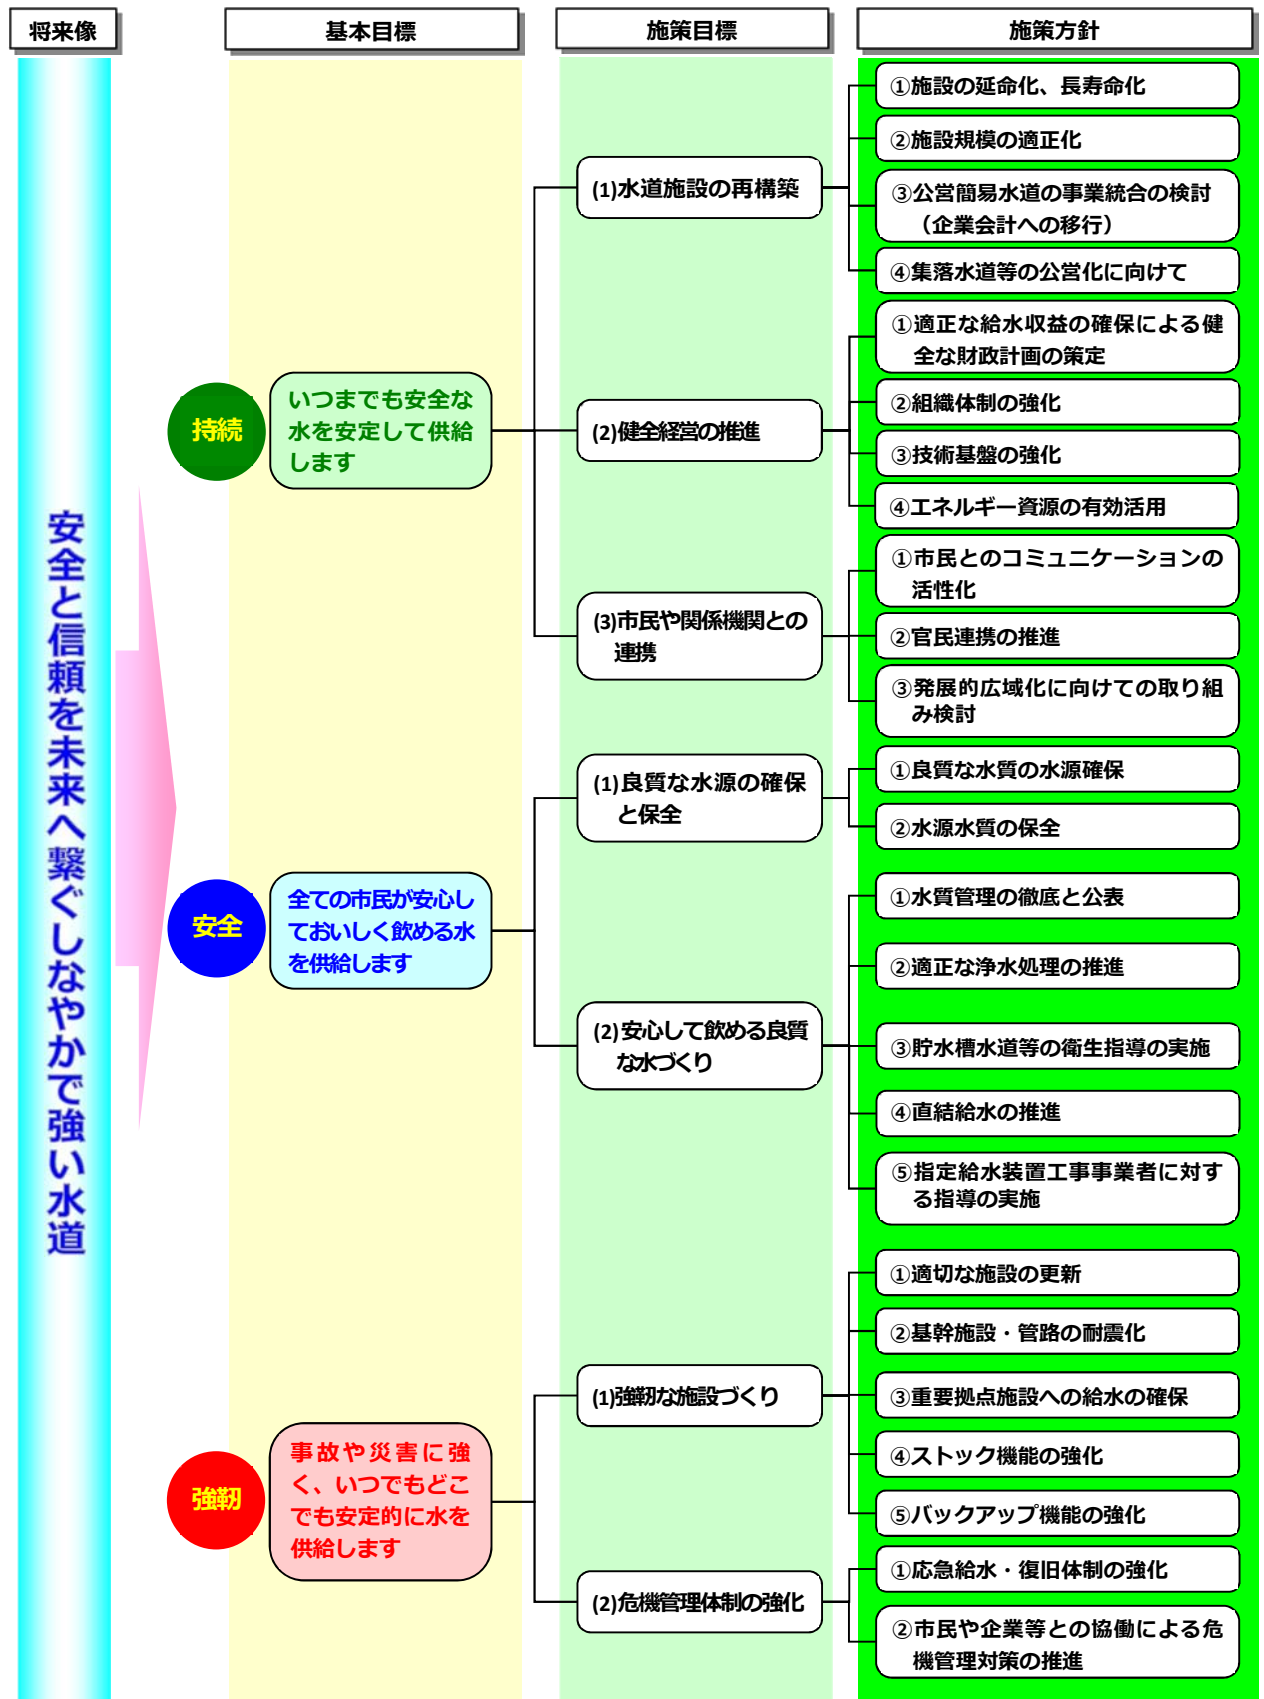 将来像
基本目標
施策目標
施策方針
安全と信頼を未来へ繋ぐしなやかで強い水道
持続
いつまでも安全な
水を安定して供給
します
(1)水道施設の再構築
①施設の延命化、長寿命化
②施設規模の適正化
③公営簡易水道の事業統合の検討
（企業会計への移行）
④集落水道等の公営化に向けて
(2)健全経営の推進
①適正な給水収益の確保による健
全な財政計画の策定
②組織体制の強化
③技術基盤の強化
④エネルギー資源の有効活用
(3)市民や関係機関との
連携
①市民とのコミュニケーションの
活性化
②官民連携の推進
③発展的広域化に向けての取り組
み検討
安全
全ての市民が安心し
ておいしく飲める水
を供給します
(1)良質な水源の確保
と保全
①良質な水質の水源確保
②水源水質の保全
(2)安心して飲める良質
な水づくり
①水質管理の徹底と公表
②適正な浄水処理の推進
③貯水槽水道等の衛生指導の実施
④直結給水の推進
⑤指定給水装置工事事業者に対す
る指導の実施
強靭
事故や災害に強
く、いつでもどこ
でも安定的に水を
供給します
(1)強靭な施設づくり
①適切な施設の更新
②基幹施設・管路の耐震化
③重要拠点施設への給水の確保
④ストック機能の強化
⑤バックアップ機能の強化
(2)危機管理体制の強化
①応急給水・復旧体制の強化
②市民や企業等との協働による危
機管理対策の推進